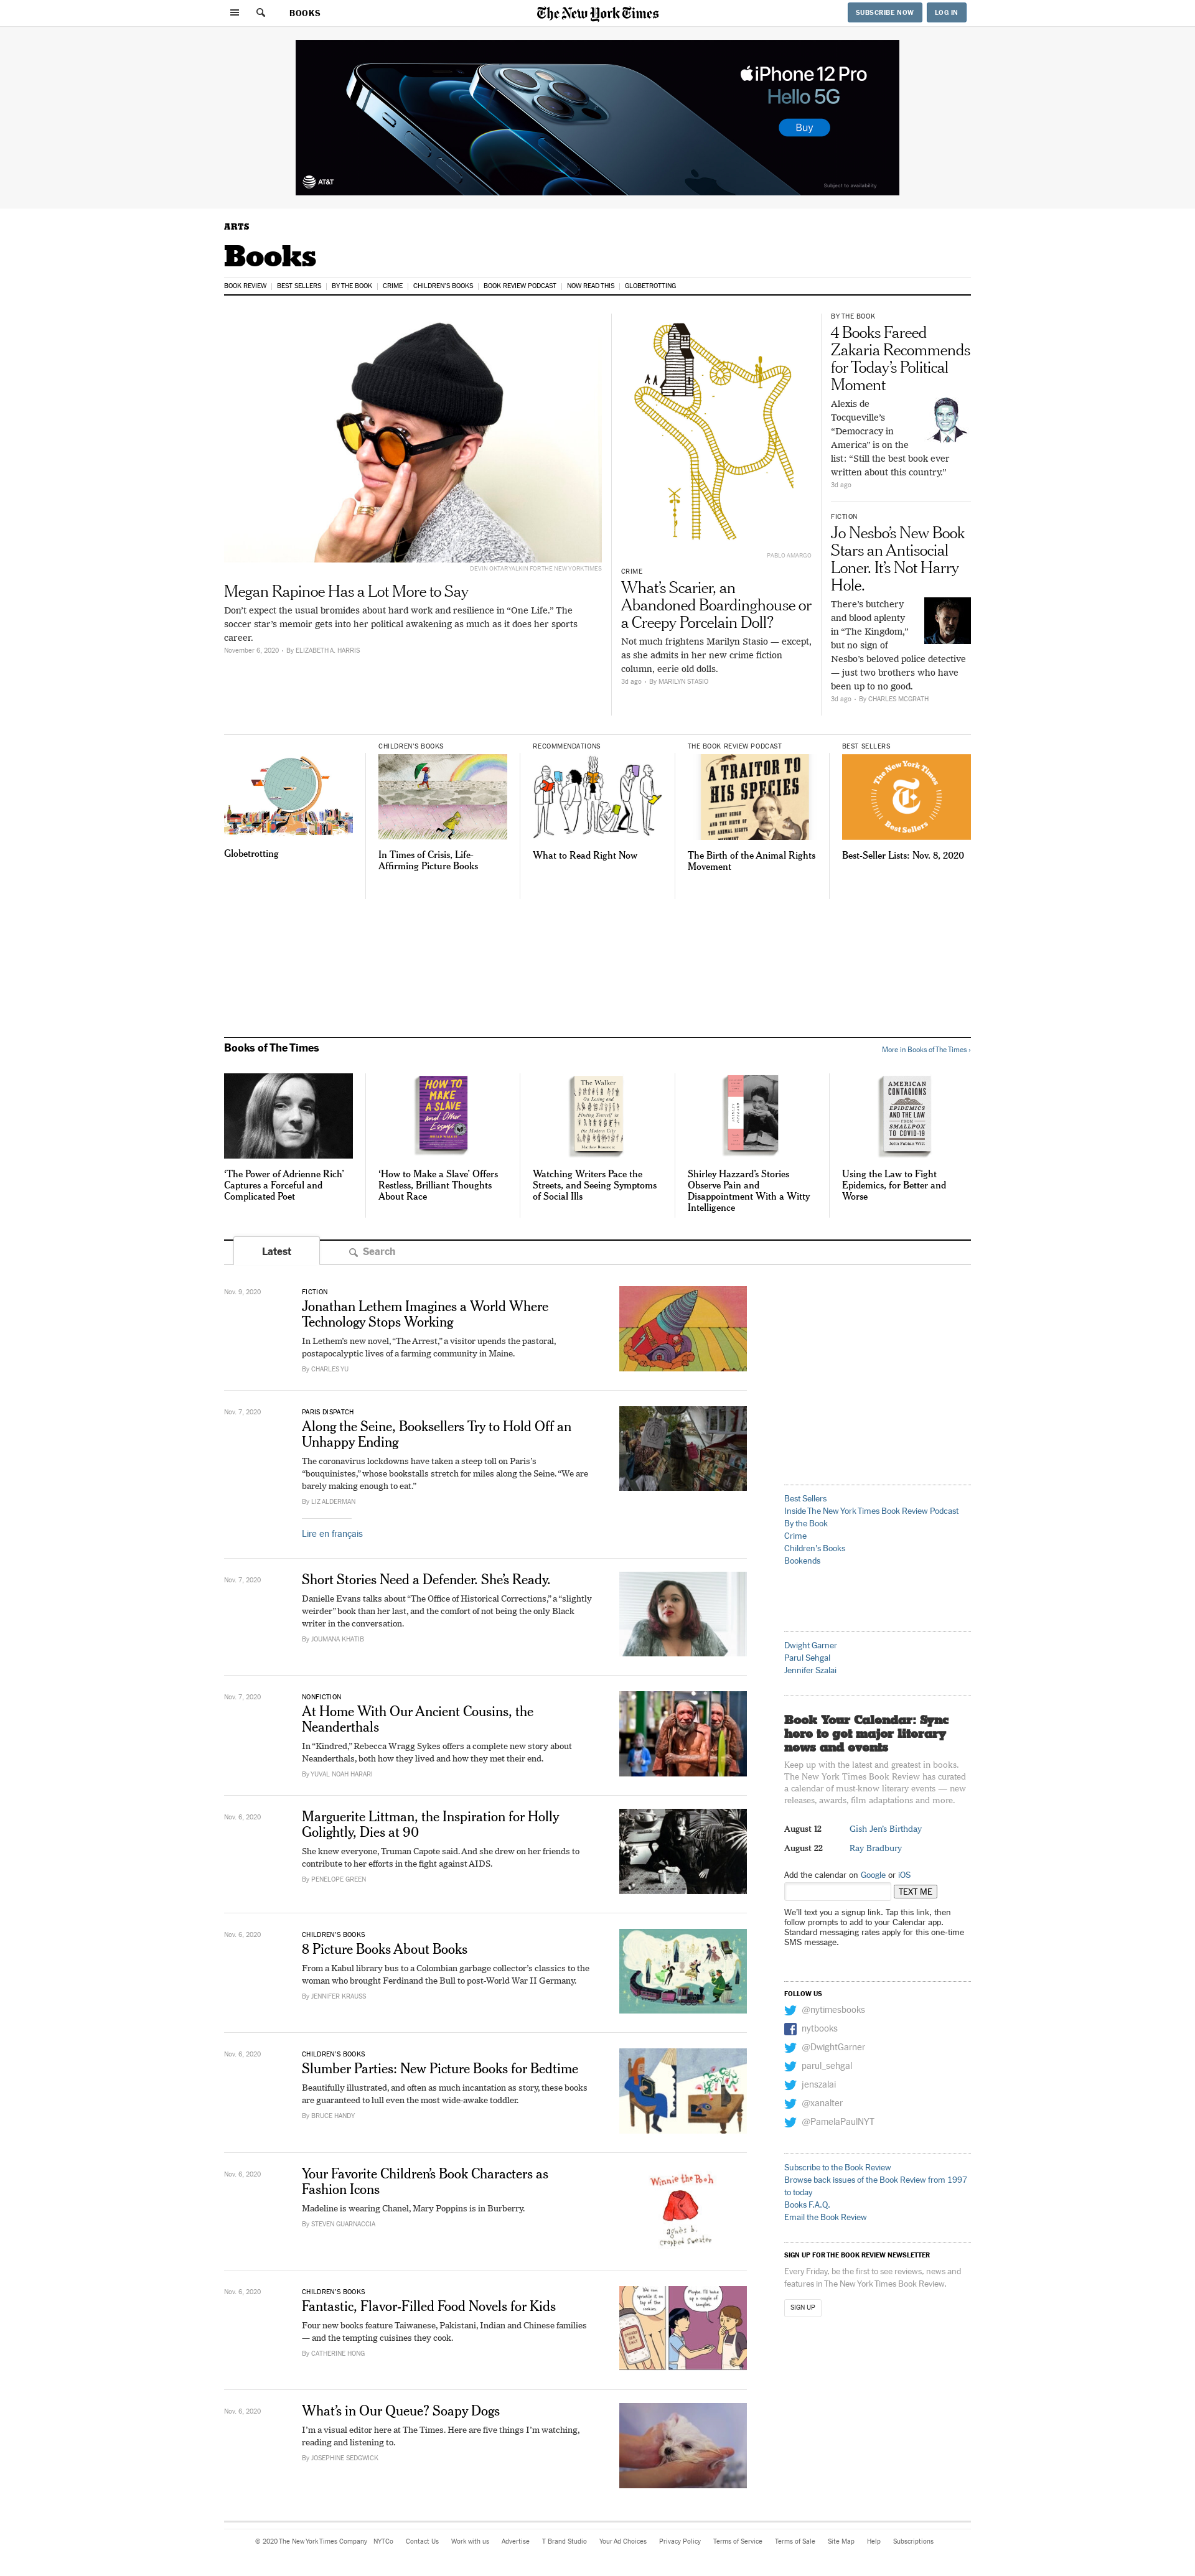 BOOKS
The New York Times
SUBSCRIBE NOW
LOG IN
iPhone 12 Pro
Hello 5G
Buy
AT&T
Subject to availability
ARTS
Books
BOOK REVIEW
BEST SELLERS
BY THE BOOK
CRIME
CHILDREN'S BOOKS
BOOK REVIEW PODCAST
NOW READ THIS
GLOBETROTTING
DEVIN OKTAR YALKIN FOR THE NEW YORK TIMES
Megan Rapinoe Has a Lot More to Say
Don't expect the usual bromides about hard work and resilience in “One Life.” The
soccer star's memoir gets into her political awakening as much as it does her sports
career.
November 6, 2020 • By ELIZABETH A. HARRIS
PABLO AMARGO
CRIME
What's Scarier, an
Abandoned Boardinghouse or
a Creepy Porcelain Doll?
Not much frightens Marilyn Stasio — except,
as she admits in her new crime fiction
column, eerie old dolls.
3d ago • By MARILYN STASIO
BY THE BOOK
4 Books Fareed
Zakaria Recommends
for Today's Political
Moment
Alexis de
Tocqueville's
“Democracy in
America” is on the
list: “Still the best book ever
written about this country.”
3d ago
FICTION
Jo Nesbo's New Book
Stars an Antisocial
Loner. It's Not Harry
Hole.
There's butchery
and blood aplenty
in “The Kingdom,”
but no sign of
Nesbo's beloved police detective
— just two brothers who have
been up to no good.
3d ago • By CHARLES MCGRATH
Globetrotting
CHILDREN'S BOOKS
In Times of Crisis, Life-
Affirming Picture Books
RECOMMENDATIONS
What to Read Right Now
THE BOOK REVIEW PODCAST
A TRAITOR TO
HIS SPECIES
HENRY BERGH
AND THE BIRTH OF
THE ANIMAL RIGHTS
MOVEMENT
The Birth of the Animal Rights
Movement
BEST SELLERS
The New York Times
Best Sellers
Best-Seller Lists: Nov. 8, 2020
Books of The Times
More in Books of The Times ›
‘The Power of Adrienne Rich’
Captures a Forceful and
Complicated Poet
HOW TO
MAKE
A SLAVE
and Other
Essays
‘How to Make a Slave’ Offers
Restless, Brilliant Thoughts
About Race
The Walker
On Losing and
Finding Yourself in
the Modern City
Matthew Beaumont
Watching Writers Pace the
Streets, and Seeing Symptoms
of Social Ills
Shirley Hazzard's Stories
Observe Pain and
Disappointment With a Witty
Intelligence
AMERICAN
CONTAGIONS
EPIDEMICS
AND THE LAW
FROM
SMALLPOX
TO COVID-19
John Fabian Witt
Using the Law to Fight
Epidemics, for Better and
Worse
Latest
Search
Nov. 9, 2020
FICTION
Jonathan Lethem Imagines a World Where
Technology Stops Working
In Lethem's new novel, “The Arrest,” a visitor upends the pastoral,
postapocalyptic lives of a farming community in Maine.
By CHARLES YU
Nov. 7, 2020
PARIS DISPATCH
Along the Seine, Booksellers Try to Hold Off an
Unhappy Ending
The coronavirus lockdowns have taken a steep toll on Paris's
“bouquinistes,” whose bookstalls stretch for miles along the Seine. “We are
barely making enough to eat.”
By LIZ ALDERMAN
Lire en français
Nov. 7, 2020
Short Stories Need a Defender. She's Ready.
Danielle Evans talks about “The Office of Historical Corrections,” a “slightly
weirder” book than her last, and the comfort of not being the only Black
writer in the conversation.
By JOUMANA KHATIB
Nov. 7, 2020
NONFICTION
At Home With Our Ancient Cousins, the
Neanderthals
In “Kindred,” Rebecca Wragg Sykes offers a complete new story about
Neanderthals, both how they lived and how they met their end.
By YUVAL NOAH HARARI
Nov. 6, 2020
Marguerite Littman, the Inspiration for Holly
Golightly, Dies at 90
She knew everyone, Truman Capote said. And she drew on her friends to
contribute to her efforts in the fight against AIDS.
By PENELOPE GREEN
Nov. 6, 2020
CHILDREN'S BOOKS
8 Picture Books About Books
From a Kabul library bus to a Colombian garbage collector's classics to the
woman who brought Ferdinand the Bull to post-World War II Germany.
By JENNIFER KRAUSS
Nov. 6, 2020
CHILDREN'S BOOKS
Slumber Parties: New Picture Books for Bedtime
Beautifully illustrated, and often as much incantation as story, these books
are guaranteed to lull even the most wide-awake toddler.
By BRUCE HANDY
Nov. 6, 2020
Your Favorite Children's Book Characters as
Fashion Icons
Madeline is wearing Chanel, Mary Poppins is in Burberry.
By STEVEN GUARNACCIA
Winnie the Pooh
agnès b.
cropped sweater
Nov. 6, 2020
CHILDREN'S BOOKS
Fantastic, Flavor-Filled Food Novels for Kids
Four new books feature Taiwanese, Pakistani, Indian and Chinese families
— and the tempting cuisines they cook.
By CATHERINE HONG
Nov. 6, 2020
What's in Our Queue? Soapy Dogs
I'm a visual editor here at The Times. Here are five things I'm watching,
reading and listening to.
By JOSEPHINE SEDGWICK
Best Sellers
Inside The New York Times Book Review Podcast
By the Book
Crime
Children's Books
Bookends
Dwight Garner
Parul Sehgal
Jennifer Szalai
Book Your Calendar: Sync
here to get major literary
news and events
Keep up with the latest and greatest in books.
The New York Times Book Review has curated
a calendar of must-know literary events — new
releases, awards, film adaptations and more.
August 12 Gish Jen's Birthday
August 22 Ray Bradbury
Add the calendar on Google or iOS
TEXT ME
We'll text you a signup link. Tap this link, then
follow prompts to add to your Calendar app.
Standard messaging rates apply for this one-time
SMS message.
FOLLOW US
@nytimesbooks
nytbooks
@DwightGarner
parul_sehgal
jenszalai
@xanalter
@PamelaPaulNYT
Subscribe to the Book Review
Browse back issues of the Book Review from 1997
to today
Books F.A.Q.
Email the Book Review
SIGN UP FOR THE BOOK REVIEW NEWSLETTER
Every Friday, be the first to see reviews, news and
features in The New York Times Book Review.
SIGN UP
© 2020 The New York Times Company NYTCo Contact Us Work with us Advertise T Brand Studio Your Ad Choices Privacy Policy Terms of Service Terms of Sale Site Map Help Subscriptions